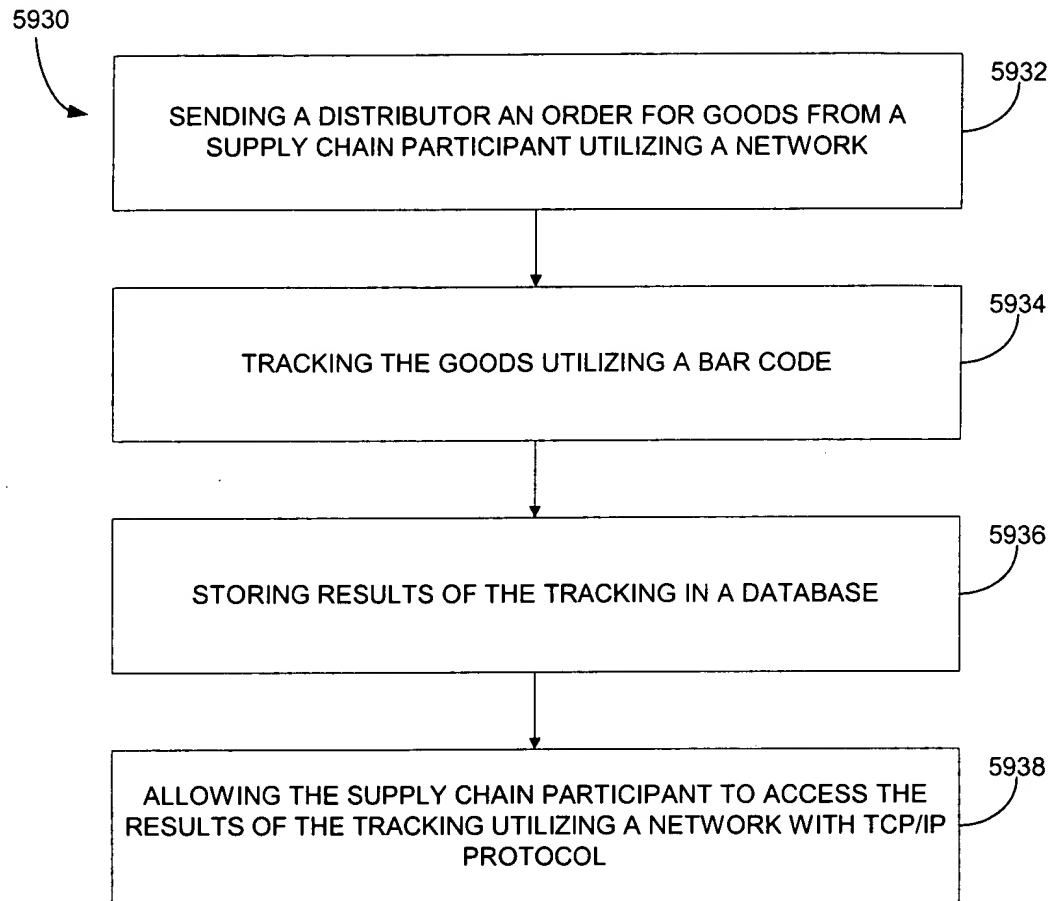 5930
5932
SENDING A DISTRIBUTOR AN ORDER FOR GOODS FROM A
SUPPLY CHAIN PARTICIPANT UTILIZING A NETWORK
5934
TRACKING THE GOODS UTILIZING A BAR CODE
5936
STORING RESULTS OF THE TRACKING IN A DATABASE
5938
ALLOWING THE SUPPLY CHAIN PARTICIPANT TO ACCESS THE
RESULTS OF THE TRACKING UTILIZING A NETWORK WITH TCP/IP
PROTOCOL